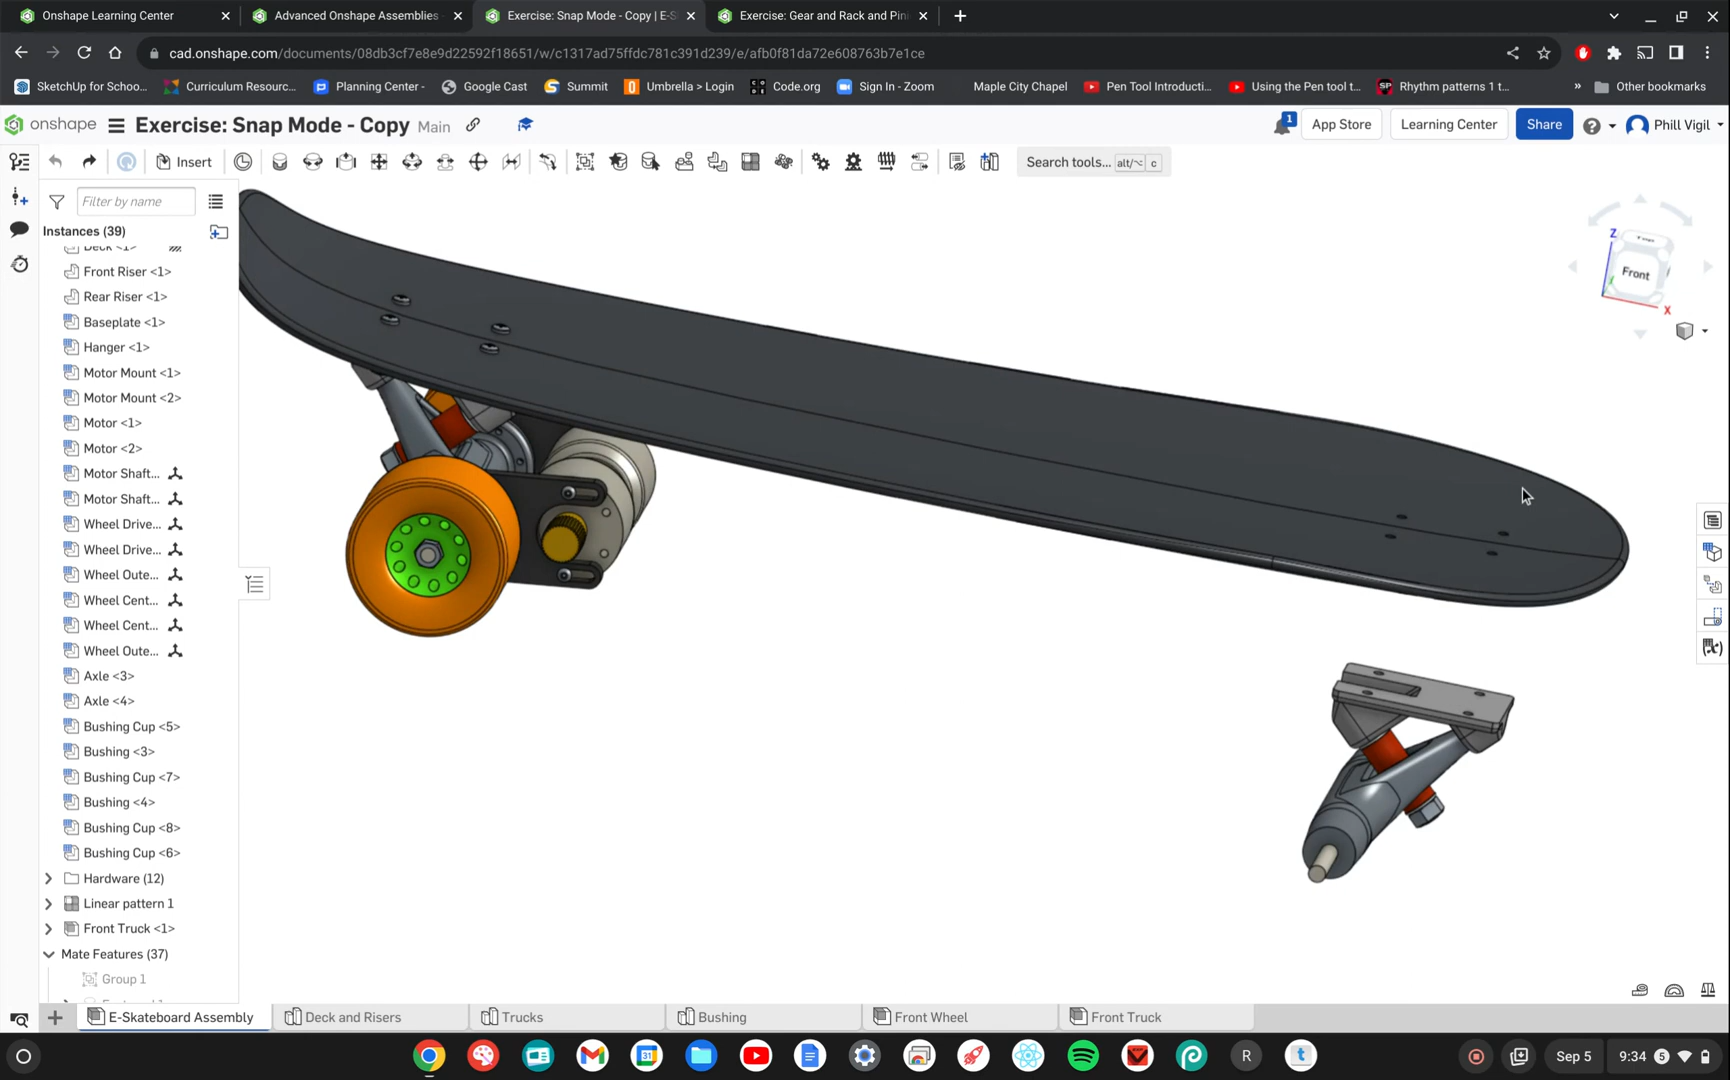 Onshape Learning Center
Advanced Onshape Assemblies -
Exercise: Snap Mode - Copy | E-S
Exercise: Gear and Rack and Pin
cad.onshape.com/documents/08db3cf7e8e9d22592f18651/w/c1317ad75ffdc781c391d239/e/afb0f81da72e608763b7e1ce
SketchUp for Schoo...
Curriculum Resourc...
Planning Center -
Google Cast
Summit
Umbrella > Login
Code.org
Sign In - Zoom
Maple City Chapel
Pen Tool Introducti...
Using the Pen tool t...
Rhythm patterns 1 t...
»
Other bookmarks
onshape
Exercise: Snap Mode - Copy
Main
1
App Store
Learning Center
Share
Phill Vigil
Insert
Search tools... alt/⌥ c
Filter by name
Instances (39)
Deck <1>
Front Riser <1>
Rear Riser <1>
Baseplate <1>
Hanger <1>
Motor Mount <1>
Motor Mount <2>
Motor <1>
Motor <2>
Motor Shaft...
Motor Shaft...
Wheel Drive...
Wheel Drive...
Wheel Oute...
Wheel Cent...
Wheel Cent...
Wheel Oute...
Axle <3>
Axle <4>
Bushing Cup <5>
Bushing <3>
Bushing Cup <7>
Bushing <4>
Bushing Cup <8>
Bushing Cup <6>
Hardware (12)
Linear pattern 1
Front Truck <1>
Mate Features (37)
Group 1
Z
Front
X
E-Skateboard Assembly
Deck and Risers
Trucks
Bushing
Front Wheel
Front Truck
31
R
t
Sep 5
9:34
5